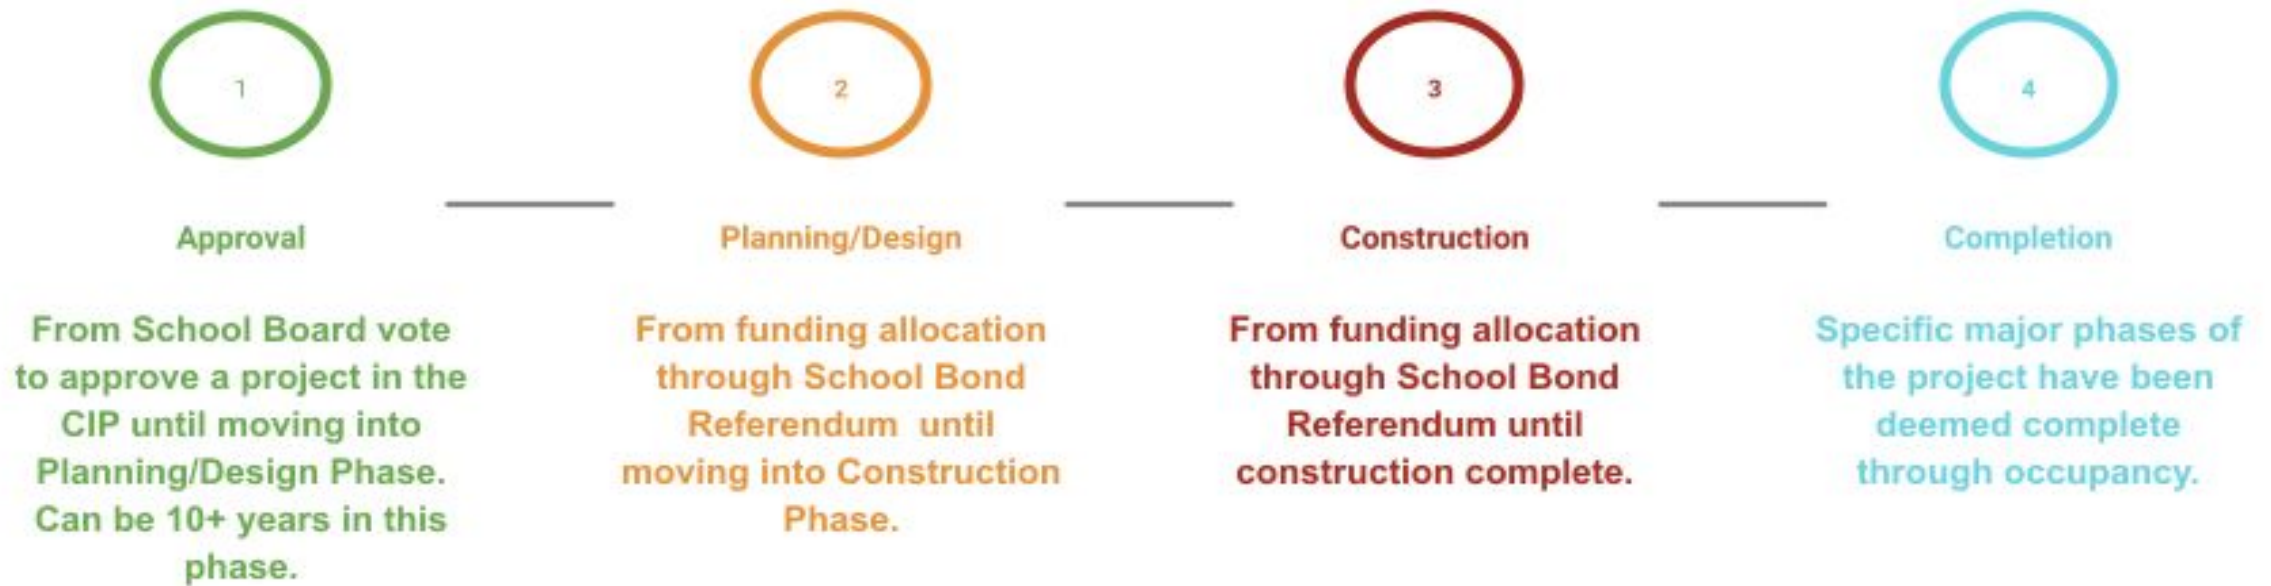 1
Approval
From School Board vote
to approve a project in the
CIP until moving into
Planning/Design Phase.
Can be 10+ years in this
phase.
2
Planning/Design
From funding allocation
through School Bond
Referendum  until
moving into Construction
Phase.
3
Construction
From funding allocation
through School Bond
Referendum until
construction complete.
4
Completion
Specific major phases of
the project have been
deemed complete
through occupancy.